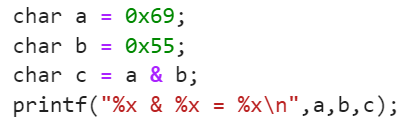 char a = 0x69;
char b = 0x55;
char c = a & b;
printf("%x & %x = %x\n",a,b,c);